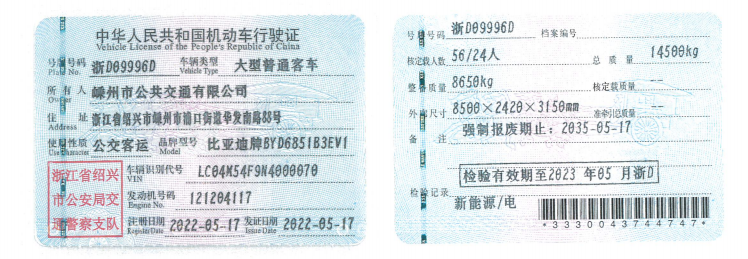 中华人民共和国机动车行驶证
Vehicle License of the People's Republic of China
号牌号码 浙D09996D 车辆类型 大型普通客车
Plate No. Vehicle Type
所有人 嵊州市公共交通有限公司
Owner
住址 浙江省绍兴市嵊州市浦口街道华发南路88号
Address
使用性质 公交客运 品牌型号 比亚迪牌BYD6851B3EV1
Use Character Model
浙江省绍兴
市公安局交
通警察支队
车辆识别代号 LC04M54F9N4000070
VIN
发动机号码 121204117
Engine No.
注册日期 2022-05-17 发证日期 2022-05-17
Register Date Issue Date
号牌号码 浙D09996D 档案编号
核定载人数 56/24人 总质量 14500kg
整备质量 8650kg 核定载质量 --
外廓尺寸 8500×2420×3150mm 准牵引总质量 --
备注 强制报废期止：2035-05-17
检验有效期至2023 年05 月浙D
检验记录
新能源/电
*3330043744747*